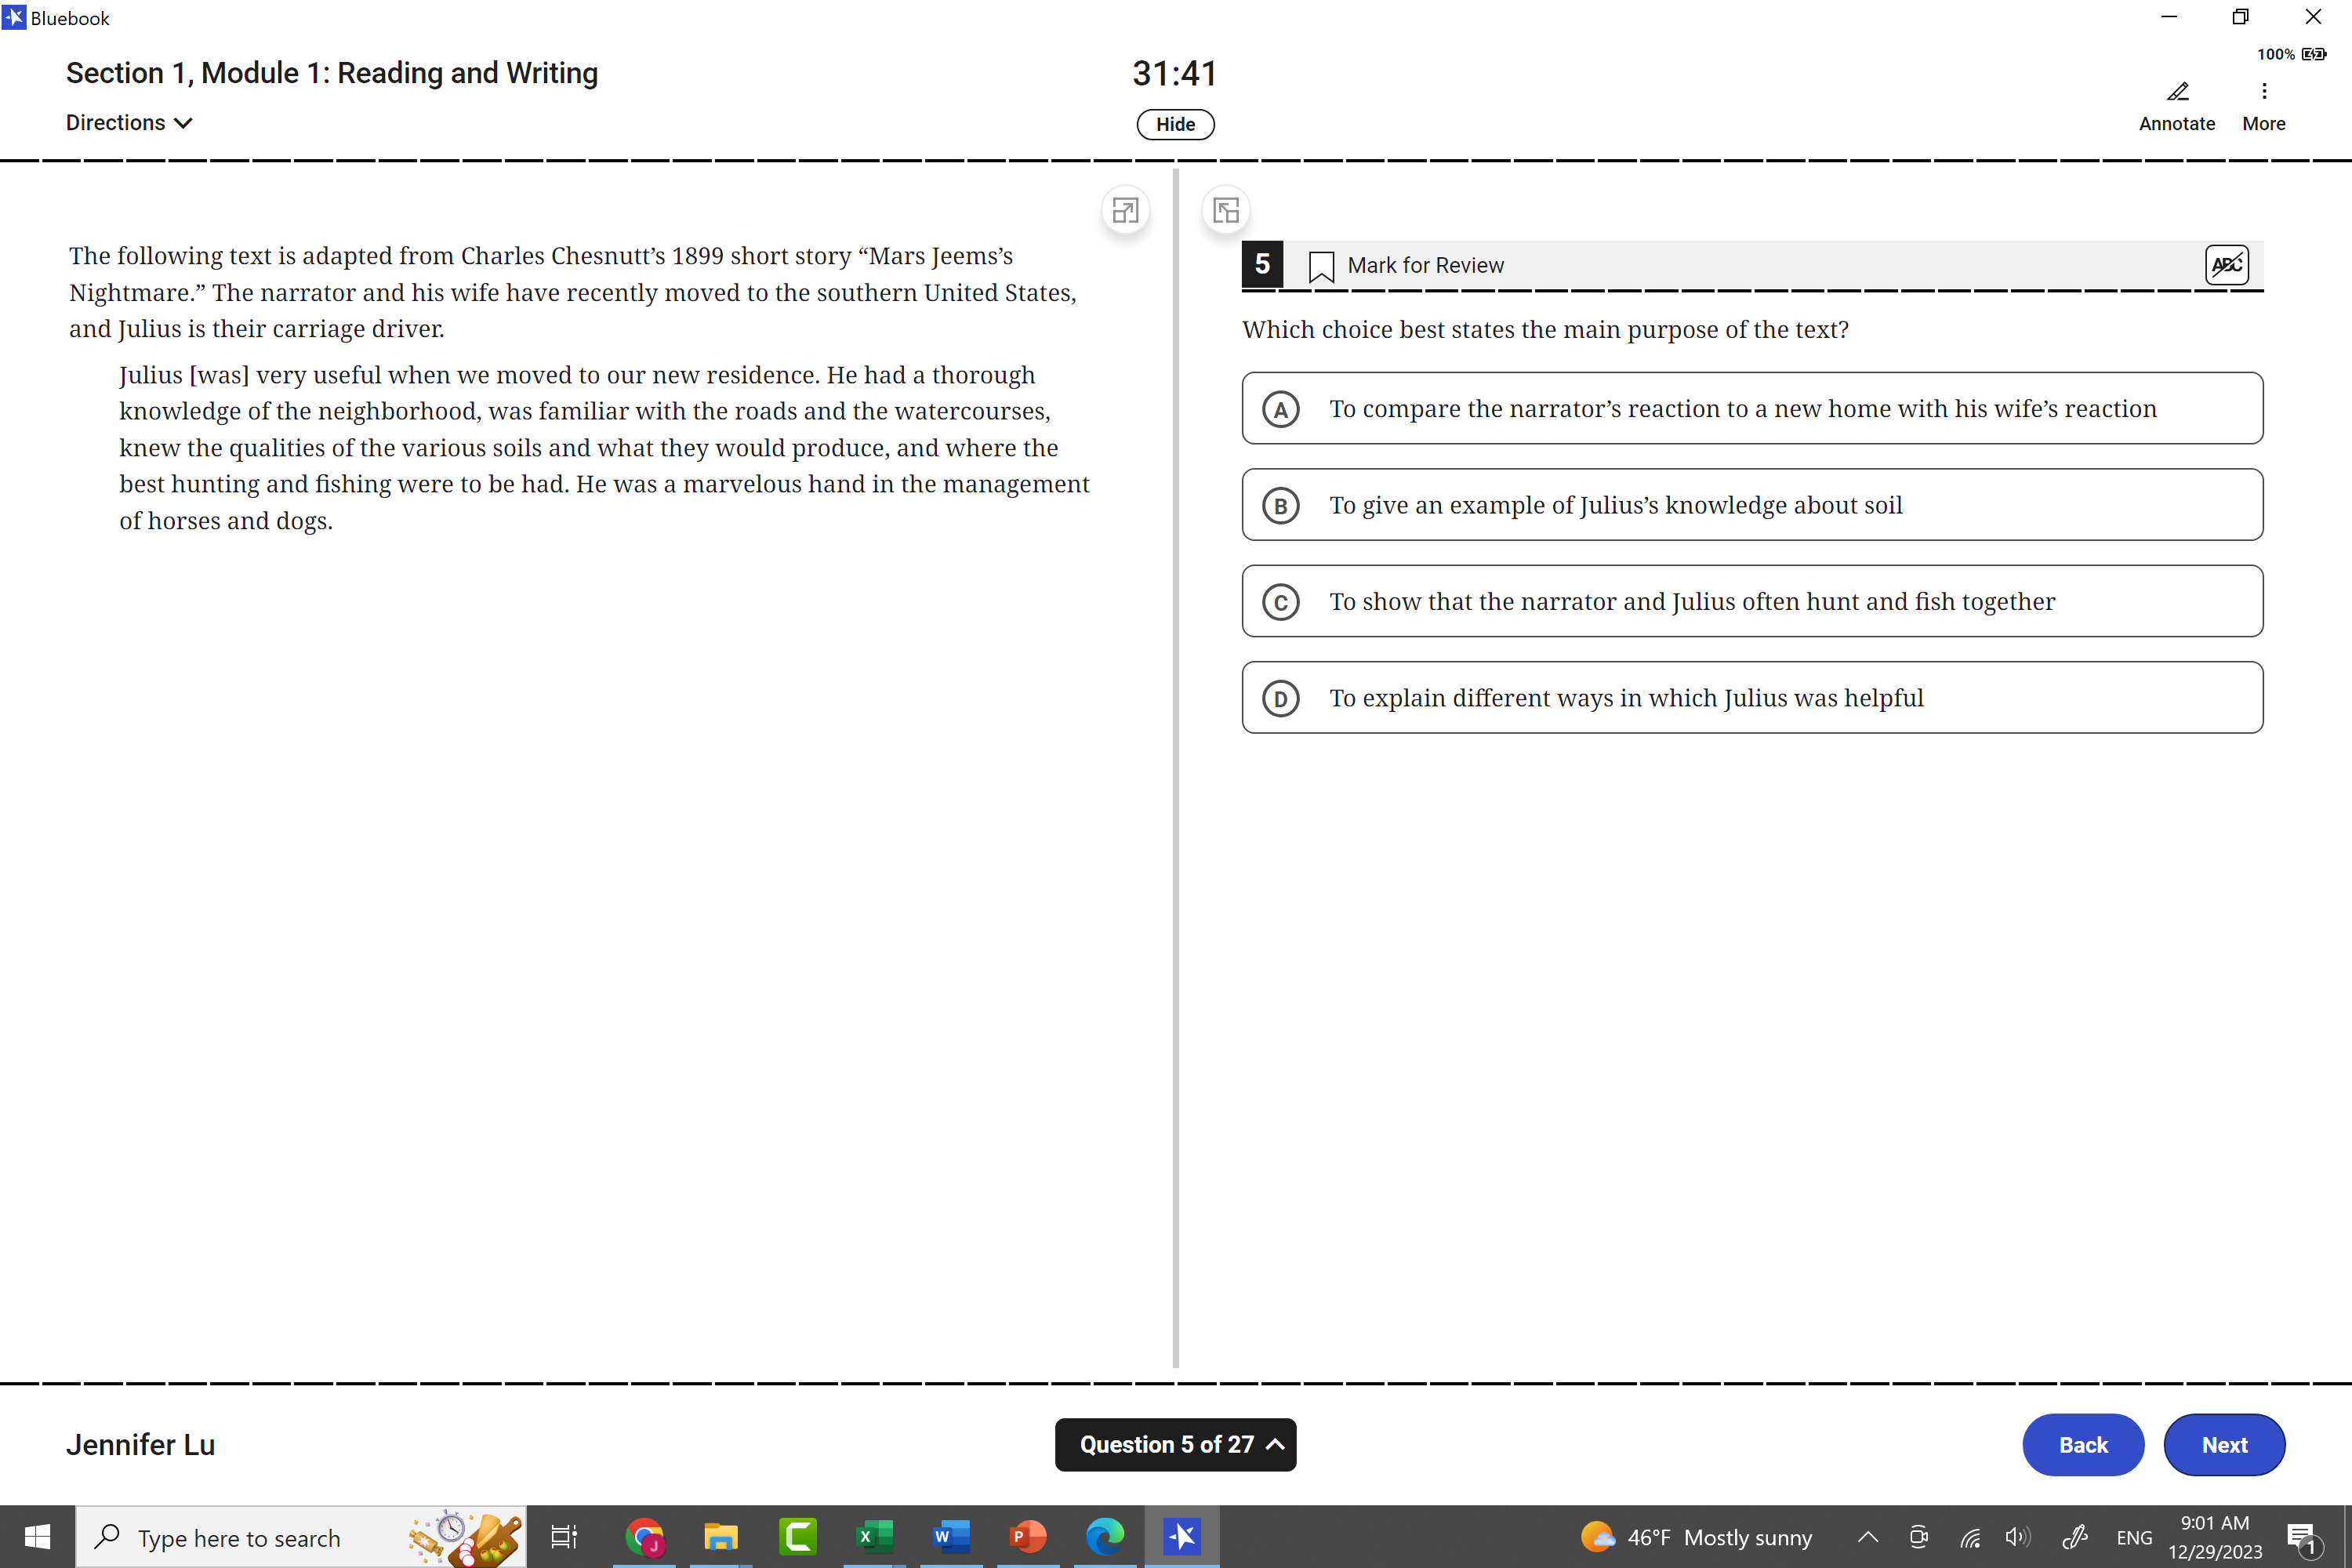 Bluebook
100%
Section 1, Module 1: Reading and Writing
31:41
Directions
Hide
Annotate
More
The following text is adapted from Charles Chesnutt’s 1899 short story “Mars Jeems’s
Nightmare.” The narrator and his wife have recently moved to the southern United States,
and Julius is their carriage driver.
Julius [was] very useful when we moved to our new residence. He had a thorough
knowledge of the neighborhood, was familiar with the roads and the watercourses,
knew the qualities of the various soils and what they would produce, and where the
best hunting and fishing were to be had. He was a marvelous hand in the management
of horses and dogs.
5
Mark for Review
ABC
Which choice best states the main purpose of the text?
A To compare the narrator’s reaction to a new home with his wife’s reaction
B To give an example of Julius’s knowledge about soil
C To show that the narrator and Julius often hunt and fish together
D To explain different ways in which Julius was helpful
Jennifer Lu
Question 5 of 27
Back
Next
Type here to search
J
X
W
P
46°F Mostly sunny
ENG
9:01 AM
12/29/2023
1